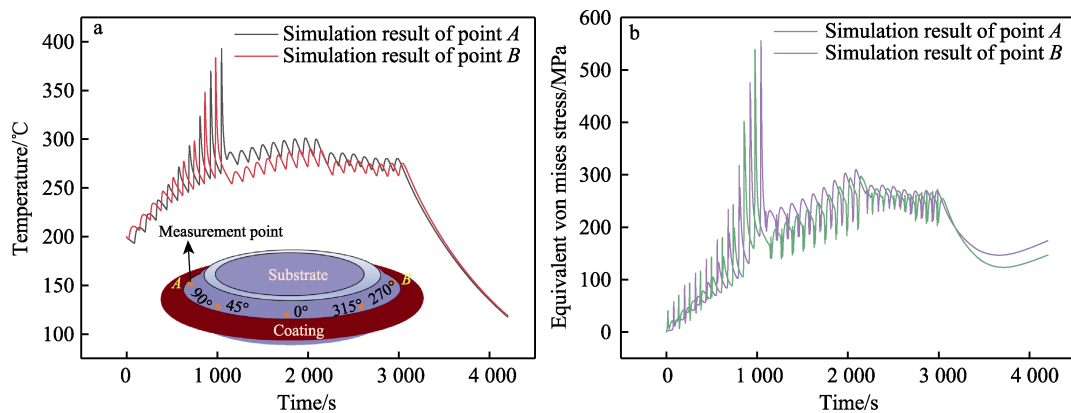 a
Simulation result of point A
Simulation result of point B
400
350
300
250
200
150
100
Temperature/℃
Measurement point
Substrate
A
B
90°
45°
0°
315°
270°
Coating
0
1 000
2 000
3 000
4 000
Time/s
b
Simulation result of point A
Simulation result of point B
600
500
400
300
200
100
0
Equivalent von mises stress/MPa
0
1 000
2 000
3 000
4 000
Time/s